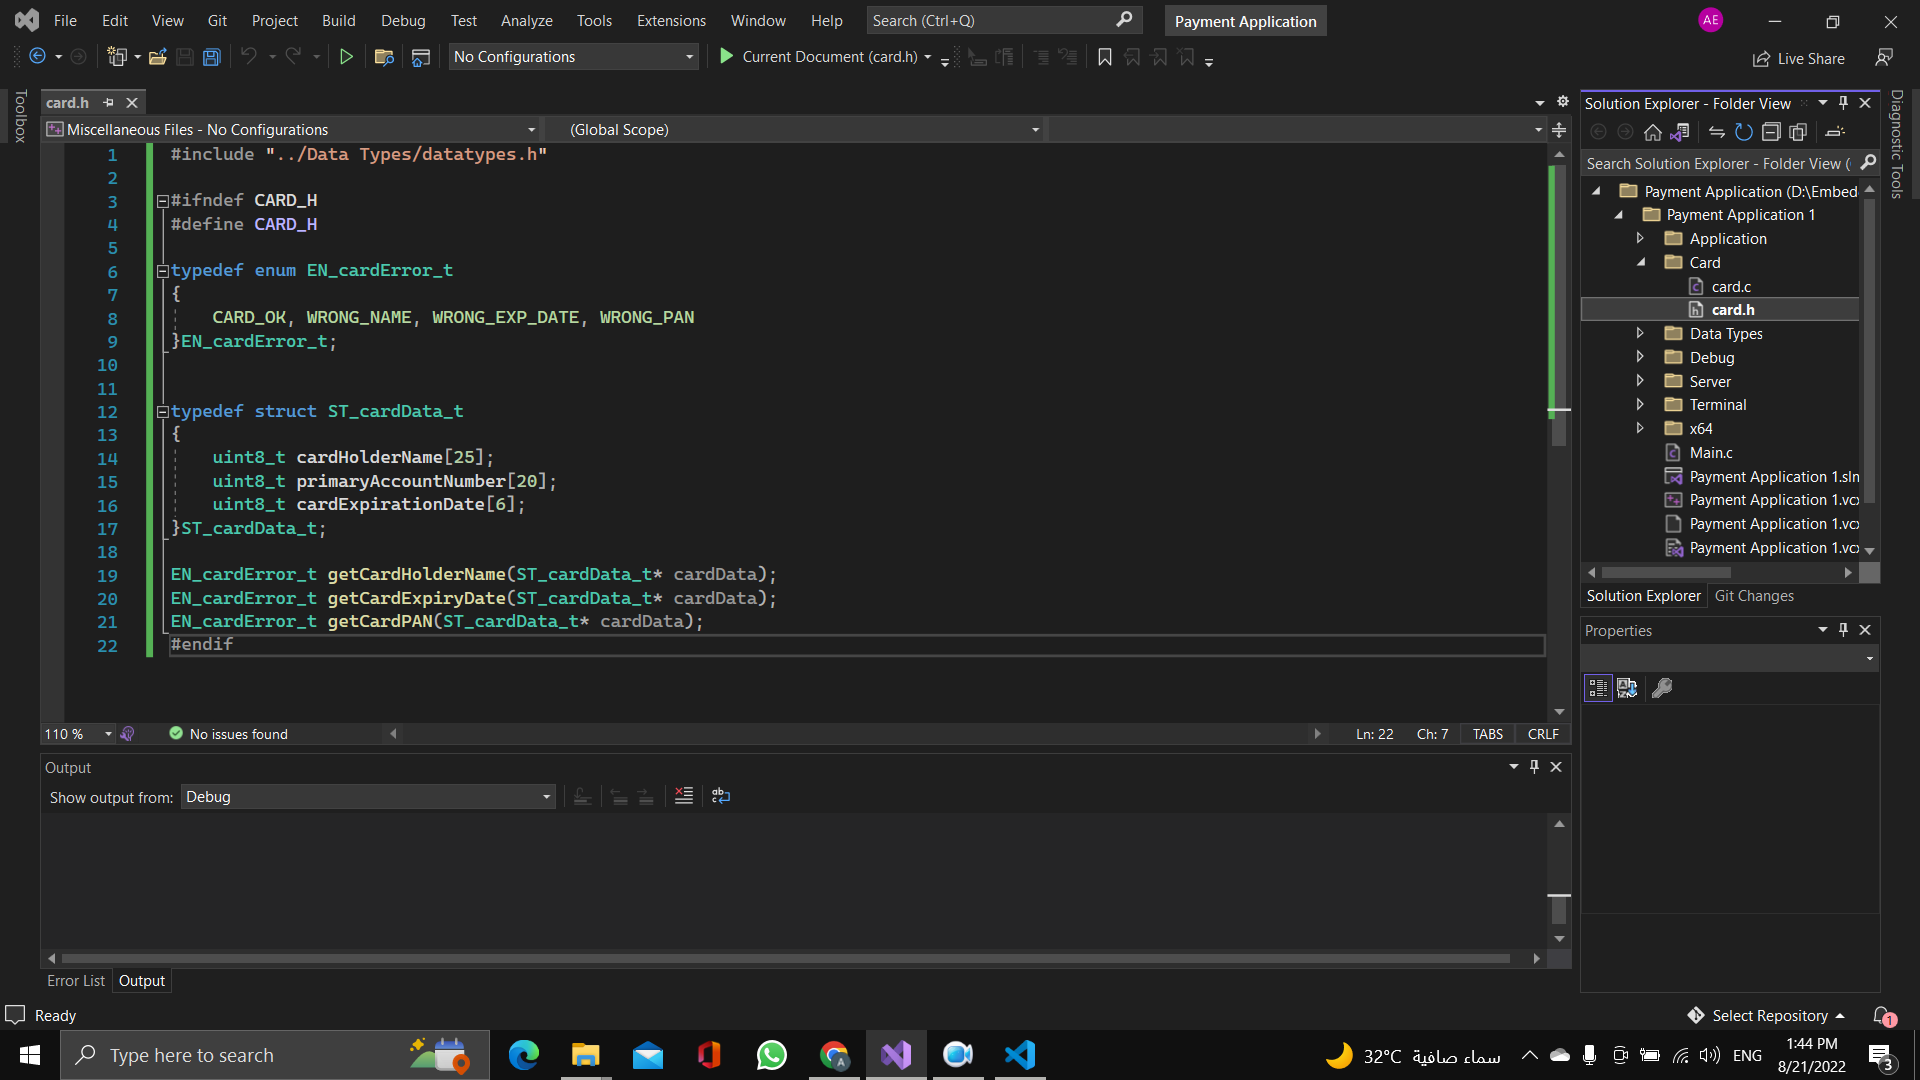 File Edit View Git Project Build Debug Test Analyze Tools Extensions Window Help Search (Ctrl+Q) Payment Application AE
No Configurations Current Document (card.h) Live Share
Toolbox
card.h
Miscellaneous Files - No Configurations (Global Scope)
1 #include "../Data Types/datatypes.h"
2
3 #ifndef CARD_H
4 #define CARD_H
5
6 typedef enum EN_cardError_t
7 {
8 CARD_OK, WRONG_NAME, WRONG_EXP_DATE, WRONG_PAN
9 }EN_cardError_t;
10
11
12 typedef struct ST_cardData_t
13 {
14 uint8_t cardHolderName[25];
15 uint8_t primaryAccountNumber[20];
16 uint8_t cardExpirationDate[6];
17 }ST_cardData_t;
18
19 EN_cardError_t getCardHolderName(ST_cardData_t* cardData);
20 EN_cardError_t getCardExpiryDate(ST_cardData_t* cardData);
21 EN_cardError_t getCardPAN(ST_cardData_t* cardData);
22 #endif
110 % No issues found Ln: 22 Ch: 7 TABS CRLF
Output
Show output from: Debug
Error List Output
Solution Explorer - Folder View
Search Solution Explorer - Folder View (
Payment Application (D:\Embed
Payment Application 1
Application
Card
card.c
card.h
Data Types
Debug
Server
Terminal
x64
Main.c
Payment Application 1.sln
Payment Application 1.vcx
Payment Application 1.vcx
Payment Application 1.vcx
Solution Explorer Git Changes
Properties
Diagnostic Tools
Ready Select Repository 1
Type here to search
32°C سماء صافية ENG 1:44 PM
8/21/2022 3